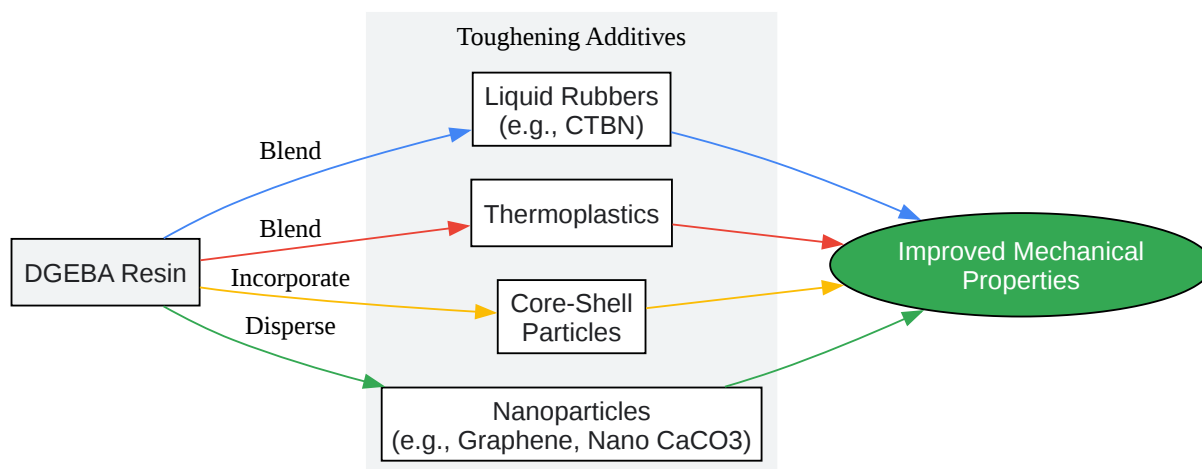 Toughening Additives
Liquid Rubbers
(e.g., CTBN)
Blend
Thermoplastics
Blend
DGEBA Resin
Incorporate
Core-Shell
Particles
Disperse
Nanoparticles
(e.g., Graphene, Nano CaCO3)
Improved Mechanical
Properties